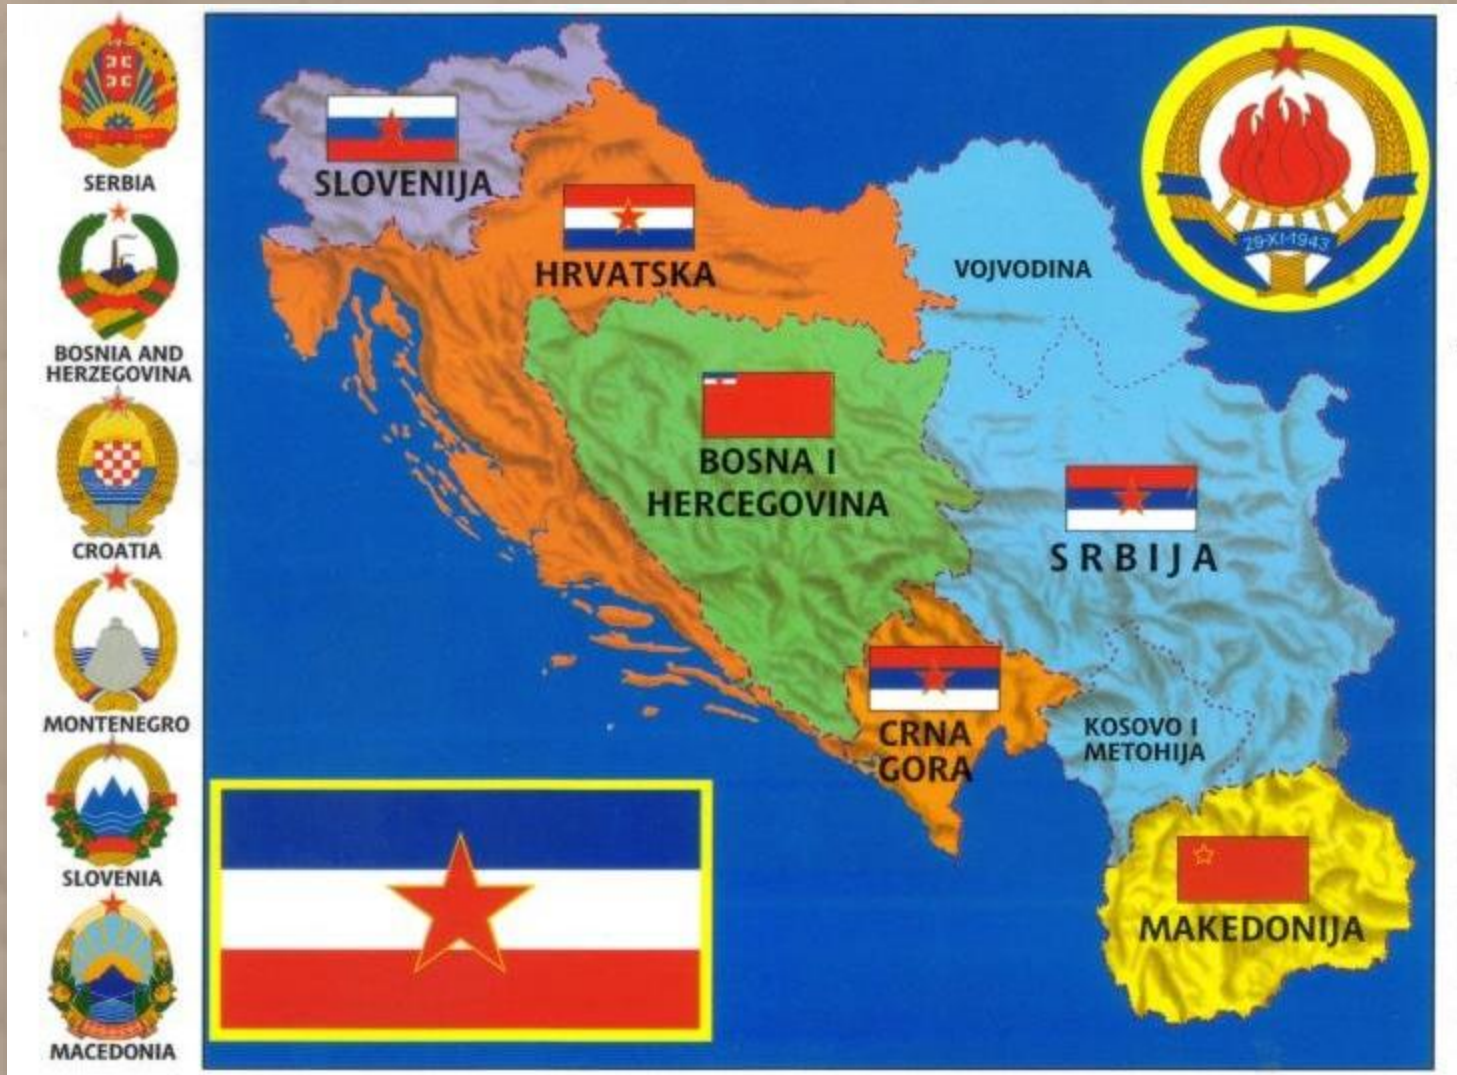 SERBIA
BOSNIA AND
HERZEGOVINA
CROATIA
MONTENEGRO
SLOVENIA
MACEDONIA
SLOVENIJA
HRVATSKA
VOJVODINA
29·XI·1943
BOSNA I
HERCEGOVINA
SRBIJA
CRNA
GORA
KOSOVO I
METOHIJA
MAKEDONIJA